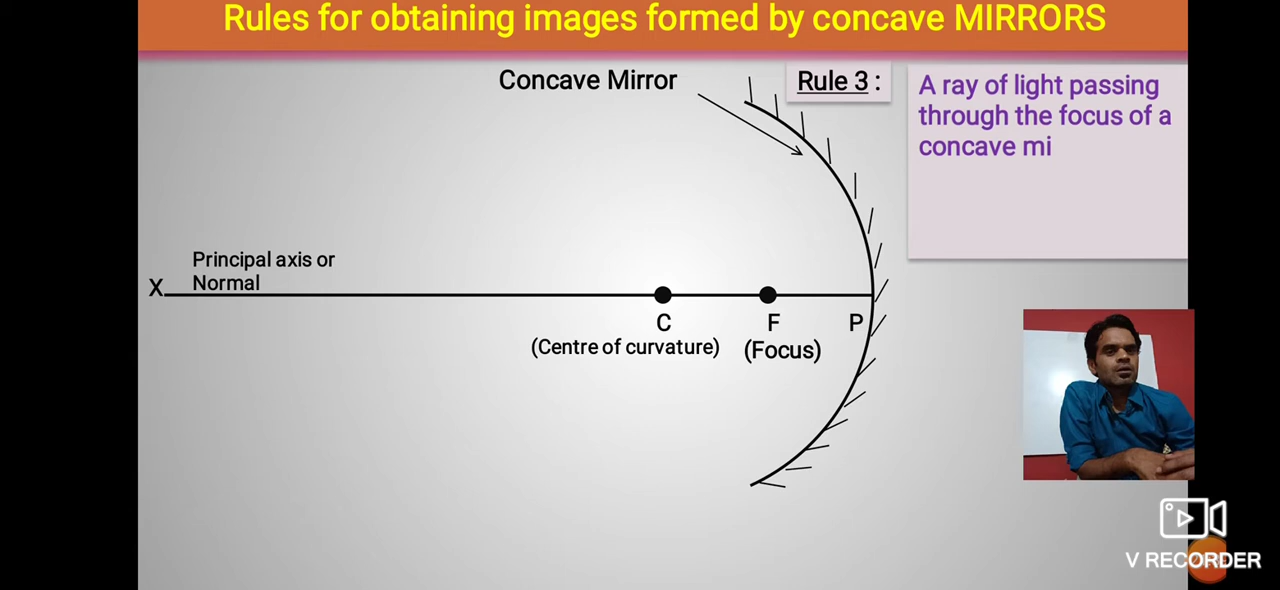 Rules for obtaining images formed by concave MIRRORS
Concave Mirror
Rule 3 :
A ray of light passing
through the focus of a
concave mi
Principal axis or
Normal
X
C
F
P
(Centre of curvature)
(Focus)
V RECORDER